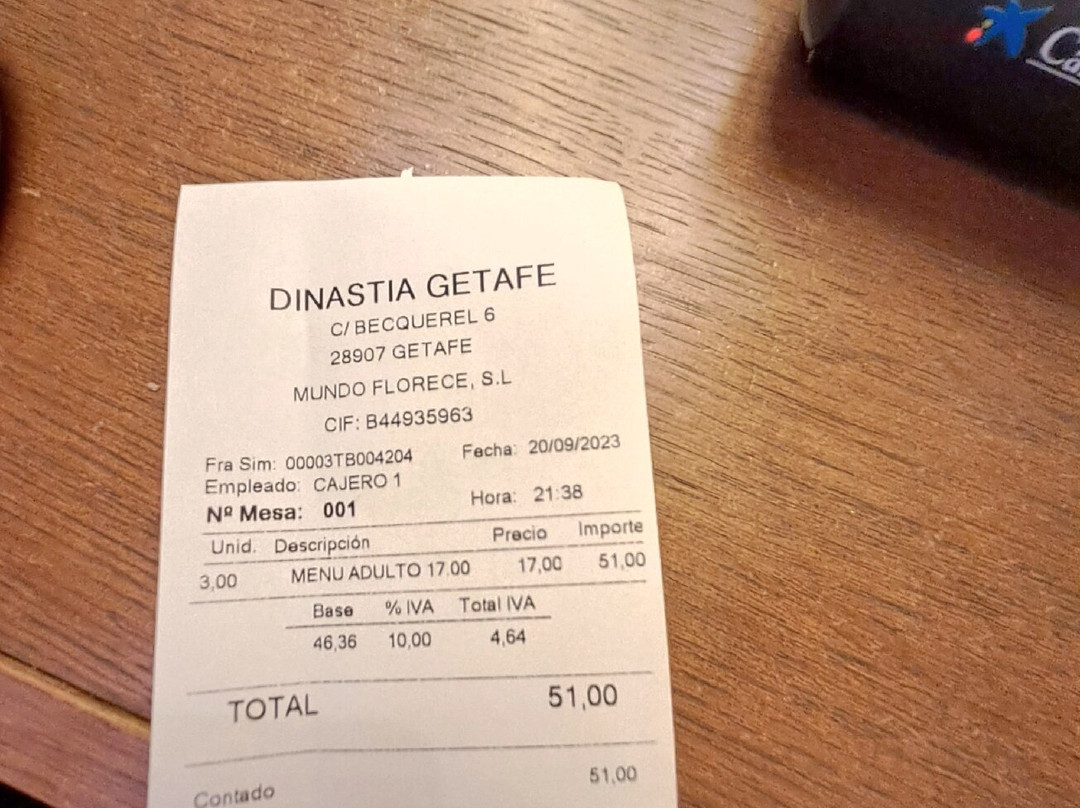 DINASTIA GETAFE
C/ BECQUEREL 6
28907 GETAFE
MUNDO FLORECE, S.L
CIF: B44935963
Fra Sim: 00003TB004204 Fecha: 20/09/2023
Empleado: CAJERO 1
Nº Mesa: 001 Hora: 21:38
Unid. Descripción Precio Importe
3,00 MENU ADULTO 17.00 17,00 51,00
Base % IVA Total IVA
46,36 10,00 4,64
TOTAL 51,00
Contado 51,00